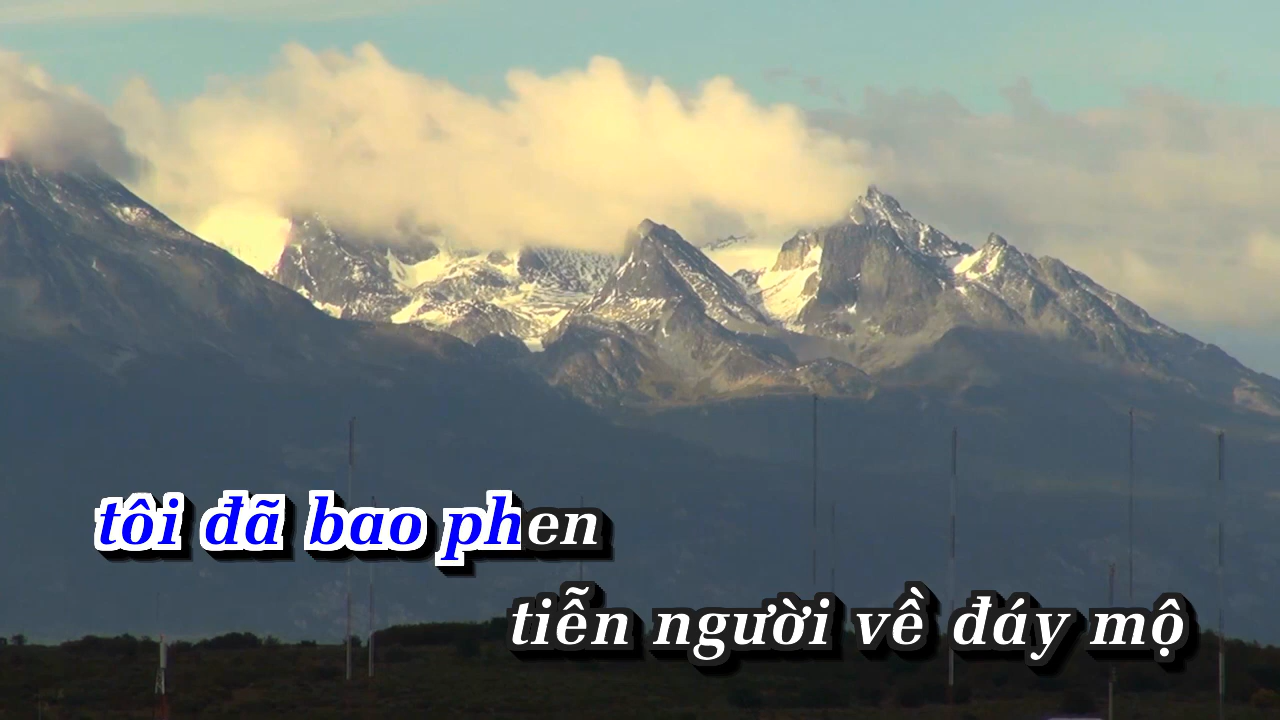 tôi đã bao phen
tiễn người về đáy mộ